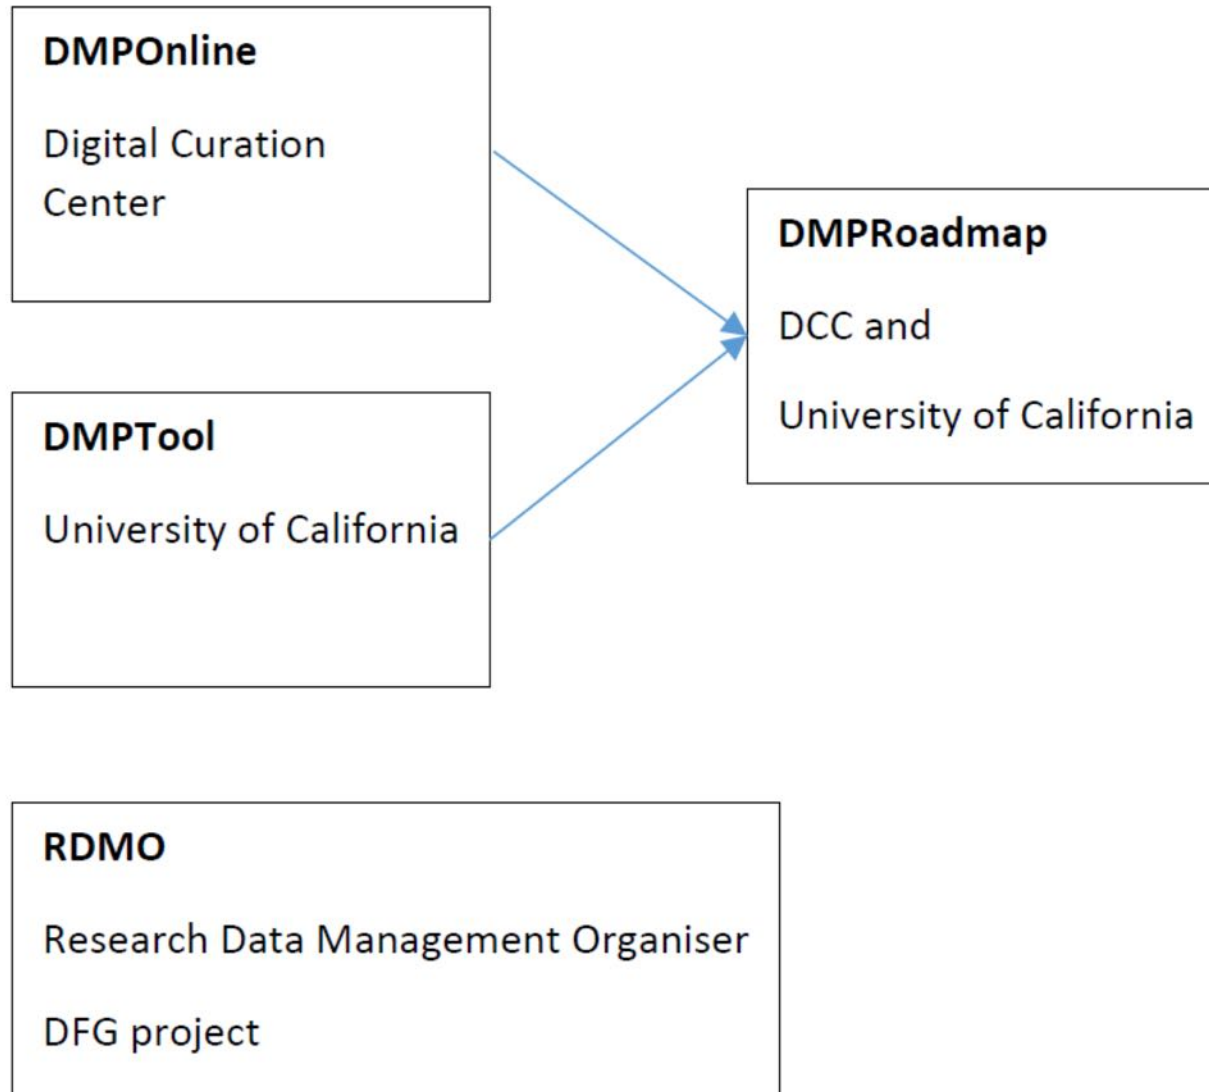 DMPOnline
Digital Curation
Center
DMPTool
University of California
DMPRoadmap
DCC and
University of California
RDMO
Research Data Management Organiser
DFG project